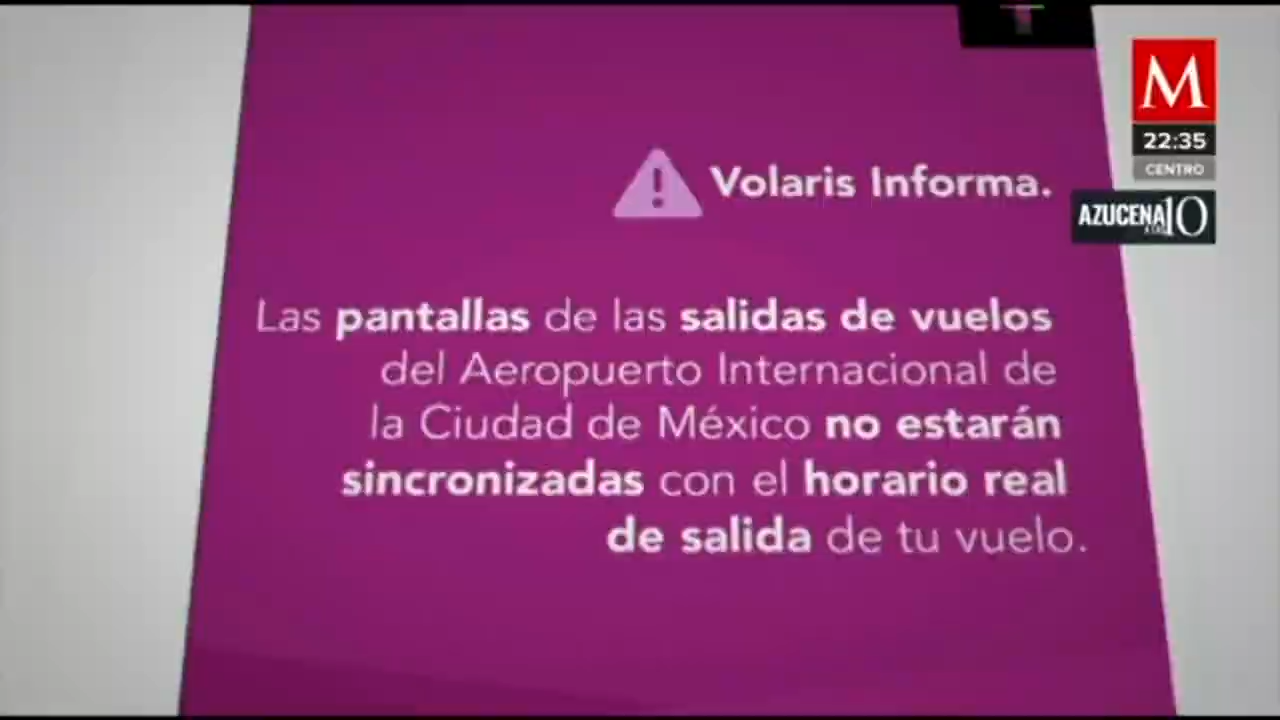 M
22:35
CENTRO
AZUCENA
10
Volaris Informa.
Las pantallas de las salidas de vuelos
del Aeropuerto Internacional de
la Ciudad de México no estarán
sincronizadas con el horario real
de salida de tu vuelo.